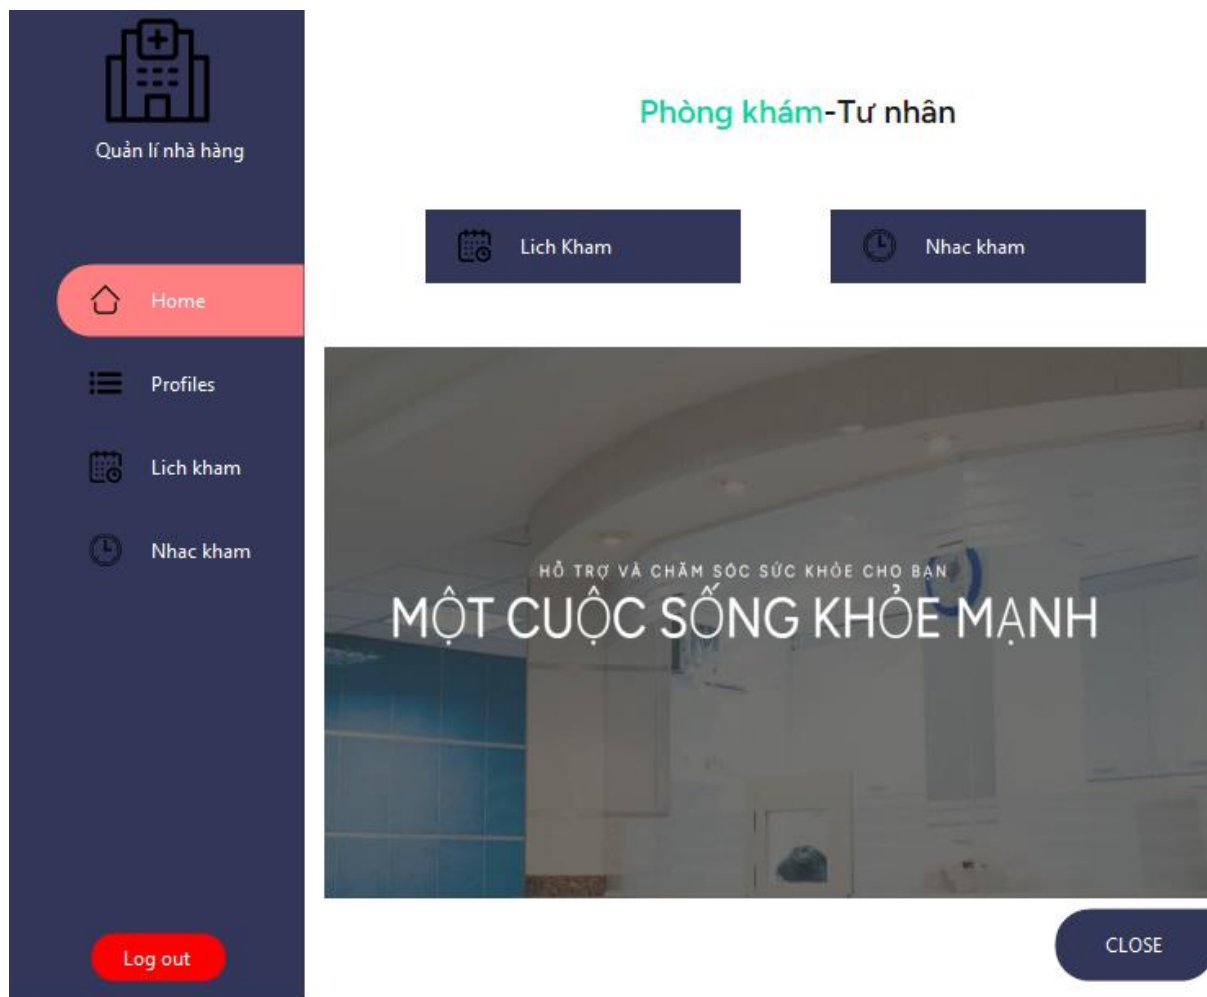 Quản lí nhà hàng
Home
Profiles
Lich kham
Nhac kham
Log out
Phòng khám-Tư nhân
Lich Kham
Nhac kham
HỖ TRỢ VÀ CHĂM SÓC SỨC KHỎE CHO BẠN
MỘT CUỘC SỐNG KHỎE MẠNH
CLOSE